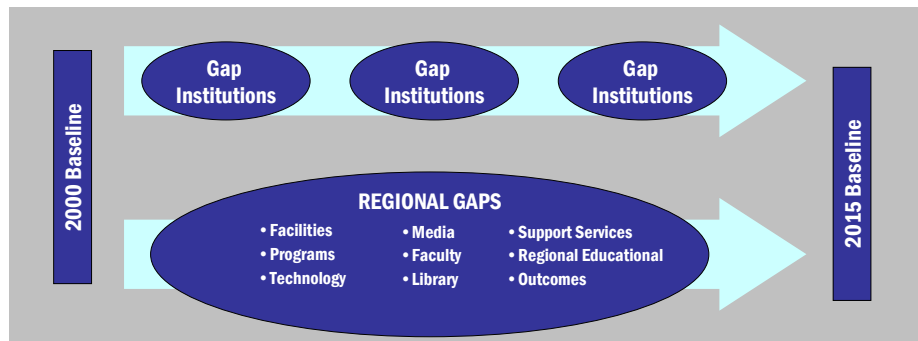 2000 Baseline
Gap
Institutions
Gap
Institutions
Gap
Institutions
REGIONAL GAPS
• Facilities
• Programs
• Technology
• Media
• Faculty
• Library
• Support Services
• Regional Educational
• Outcomes
2015 Baseline